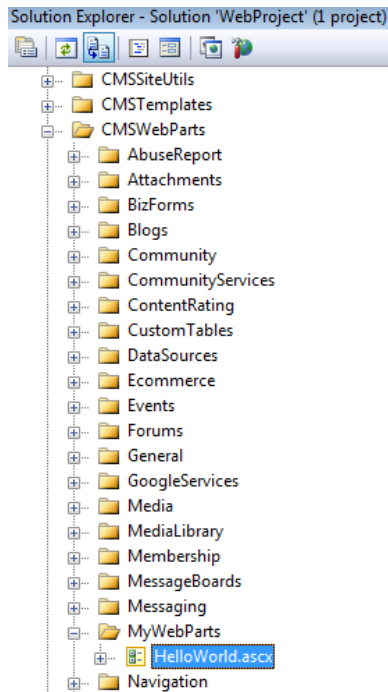 Solution Explorer - Solution 'WebProject' (1 project)
CMSSiteUtils
CMSTemplates
CMSWebParts
AbuseReport
Attachments
BizForms
Blogs
Community
CommunityServices
ContentRating
CustomTables
DataSources
Ecommerce
Events
Forums
General
GoogleServices
Media
MediaLibrary
Membership
MessageBoards
Messaging
MyWebParts
HelloWorld.ascx
Navigation